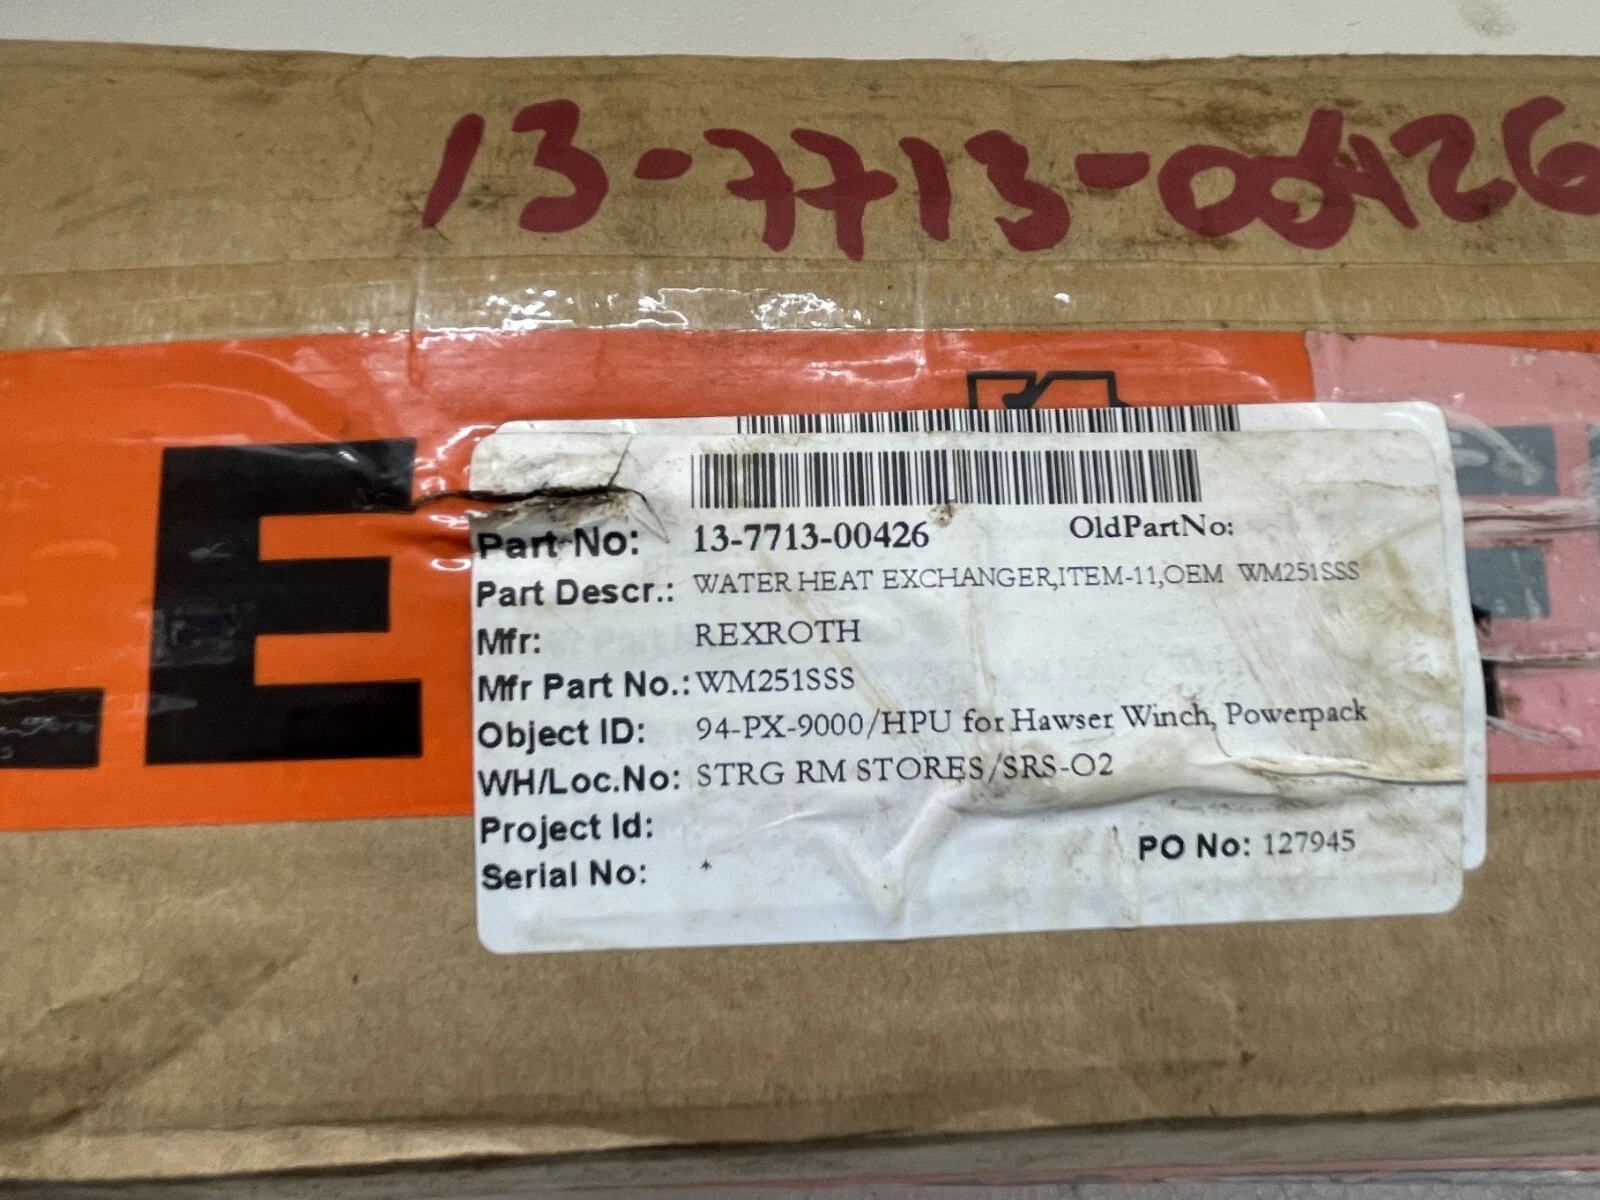 13-7713-00426
LE
Part No: 13-7713-00426 OldPartNo:
Part Descr.: WATER HEAT EXCHANGER,ITEM-11,OEM WM251SSS
Mfr: REXROTH
Mfr Part No.: WM251SSS
Object ID: 94-PX-9000/HPU for Hawser Winch, Powerpack
WH/Loc.No: STRG RM STORES/SRS-O2
Project Id:
PO No: 127945
Serial No: *